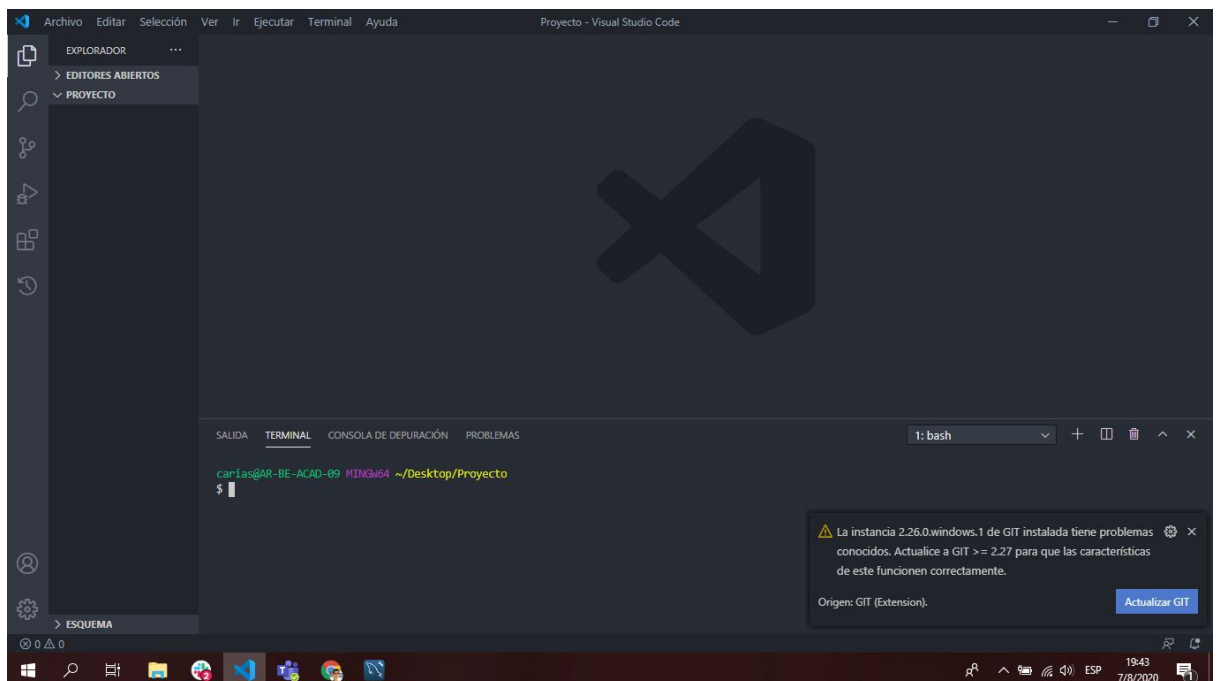 Archivo Editar Selección Ver Ir Ejecutar Terminal Ayuda Proyecto - Visual Studio Code
EXPLORADOR ...
EDITORES ABIERTOS
PROYECTO
SALIDA TERMINAL CONSOLA DE DEPURACIÓN PROBLEMAS 1: bash
carias@AR-BE-ACAD-09 MINGW64 ~/Desktop/Proyecto
$
La instancia 2.26.0.windows.1 de GIT instalada tiene problemas
conocidos. Actualice a GIT >= 2.27 para que las características
de este funcionen correctamente.
Origen: GIT (Extension). Actualizar GIT
ESQUEMA
0 0
ESP 19:43
7/8/2020